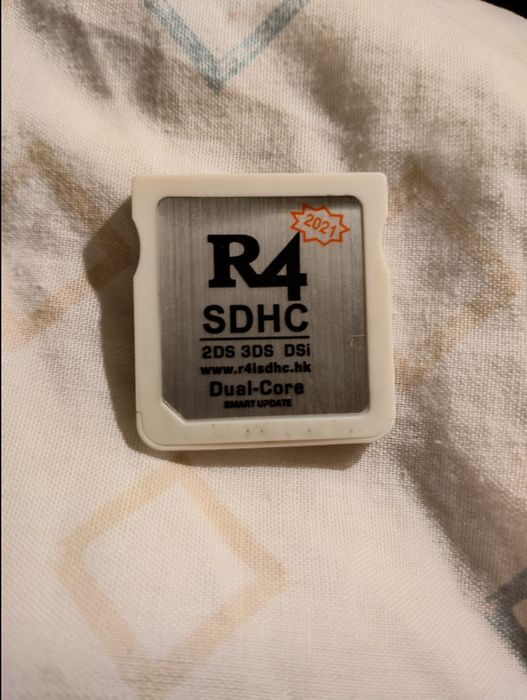 2021
R4
SDHC
2DS 3DS DSi
www.r4isdhc.hk
Dual-Core
SMART UPDATE